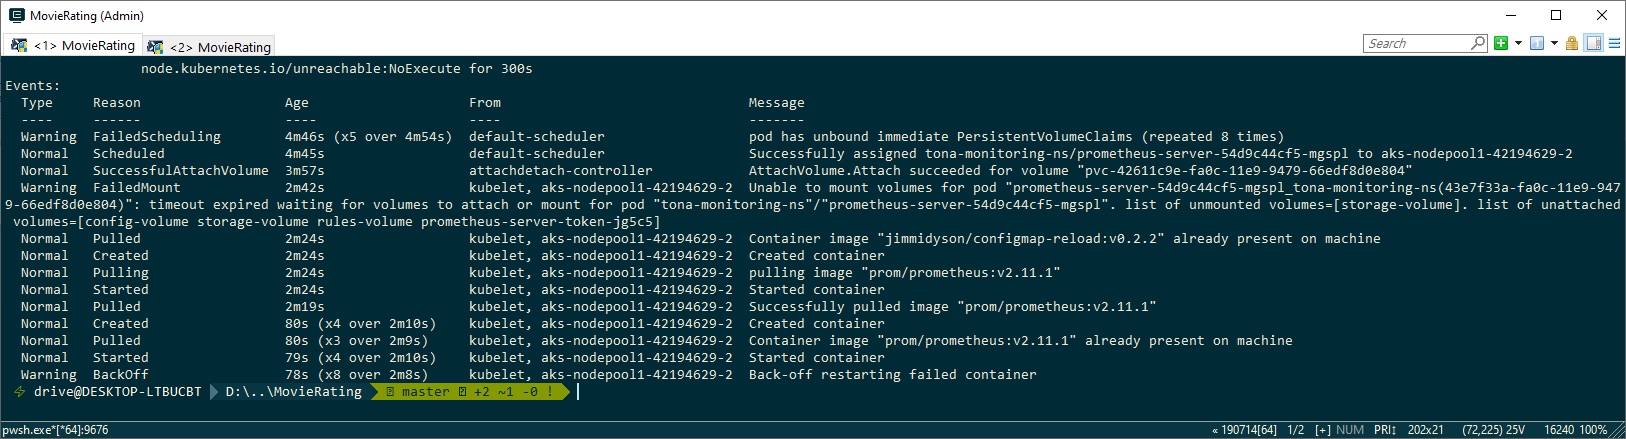 MovieRating (Admin)
<1> MovieRating
<2> MovieRating
Search
node.kubernetes.io/unreachable:NoExecute for 300s
Events:
Type Reason Age From Message
---- ------ ---- ---- -------
Warning FailedScheduling 4m46s (x5 over 4m54s) default-scheduler pod has unbound immediate PersistentVolumeClaims (repeated 8 times)
Normal Scheduled 4m45s default-scheduler Successfully assigned tona-monitoring-ns/prometheus-server-54d9c44cf5-mgspl to aks-nodepool1-42194629-2
Normal SuccessfulAttachVolume 3m57s attachdetach-controller AttachVolume.Attach succeeded for volume "pvc-42611c9e-fa0c-11e9-9479-66edf8d0e804"
Warning FailedMount 2m42s kubelet, aks-nodepool1-42194629-2 Unable to mount volumes for pod "prometheus-server-54d9c44cf5-mgspl_tona-monitoring-ns(43e7f33a-fa0c-11e9-947
9-66edf8d0e804)": timeout expired waiting for volumes to attach or mount for pod "tona-monitoring-ns"/"prometheus-server-54d9c44cf5-mgspl". list of unmounted volumes=[storage-volume]. list of unattached
volumes=[config-volume storage-volume rules-volume prometheus-server-token-jg5c5]
Normal Pulled 2m24s kubelet, aks-nodepool1-42194629-2 Container image "jimmidyson/configmap-reload:v0.2.2" already present on machine
Normal Created 2m24s kubelet, aks-nodepool1-42194629-2 Created container
Normal Pulling 2m24s kubelet, aks-nodepool1-42194629-2 pulling image "prom/prometheus:v2.11.1"
Normal Started 2m24s kubelet, aks-nodepool1-42194629-2 Started container
Normal Pulled 2m19s kubelet, aks-nodepool1-42194629-2 Successfully pulled image "prom/prometheus:v2.11.1"
Normal Created 80s (x4 over 2m10s) kubelet, aks-nodepool1-42194629-2 Created container
Normal Pulled 80s (x3 over 2m9s) kubelet, aks-nodepool1-42194629-2 Container image "prom/prometheus:v2.11.1" already present on machine
Normal Started 79s (x4 over 2m10s) kubelet, aks-nodepool1-42194629-2 Started container
Warning BackOff 78s (x8 over 2m8s) kubelet, aks-nodepool1-42194629-2 Back-off restarting failed container
drive@DESKTOP-LTBUCBT D:\..\MovieRating master +2 ~1 -0 !
pwsh.exe*[*64]:9676 « 190714[64] 1/2 [+] NUM PRI↕ 202x21 (72,225) 25V 16240 100%